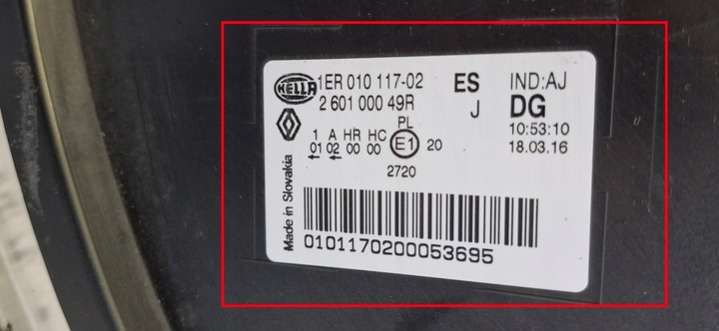 HELLA
1ER 010 117-02 ES IND:AJ
2 601 000 49R J DG
10:53:10
18.03.16
PL
1 A HR HC E1 20
01 02 00 00
2720
Made in Slovakia
0101170200053695